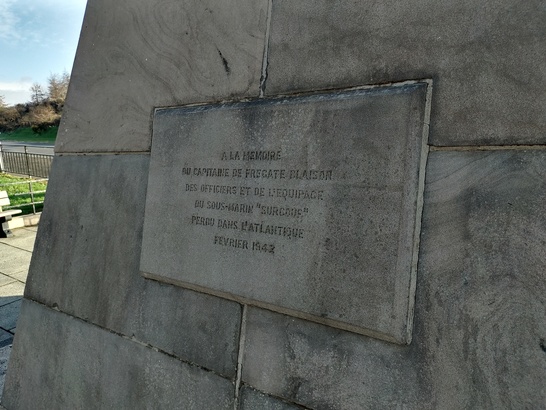 A LA MEMOIRE
DU CAPITAINE DE FREGATE BLAISON
DES OFFICIERS ET DE L'EQUIPAGE
DU SOUS-MARIN "SURCOUF"
PERDU DANS L'ATLANTIQUE
FEVRIER 1942